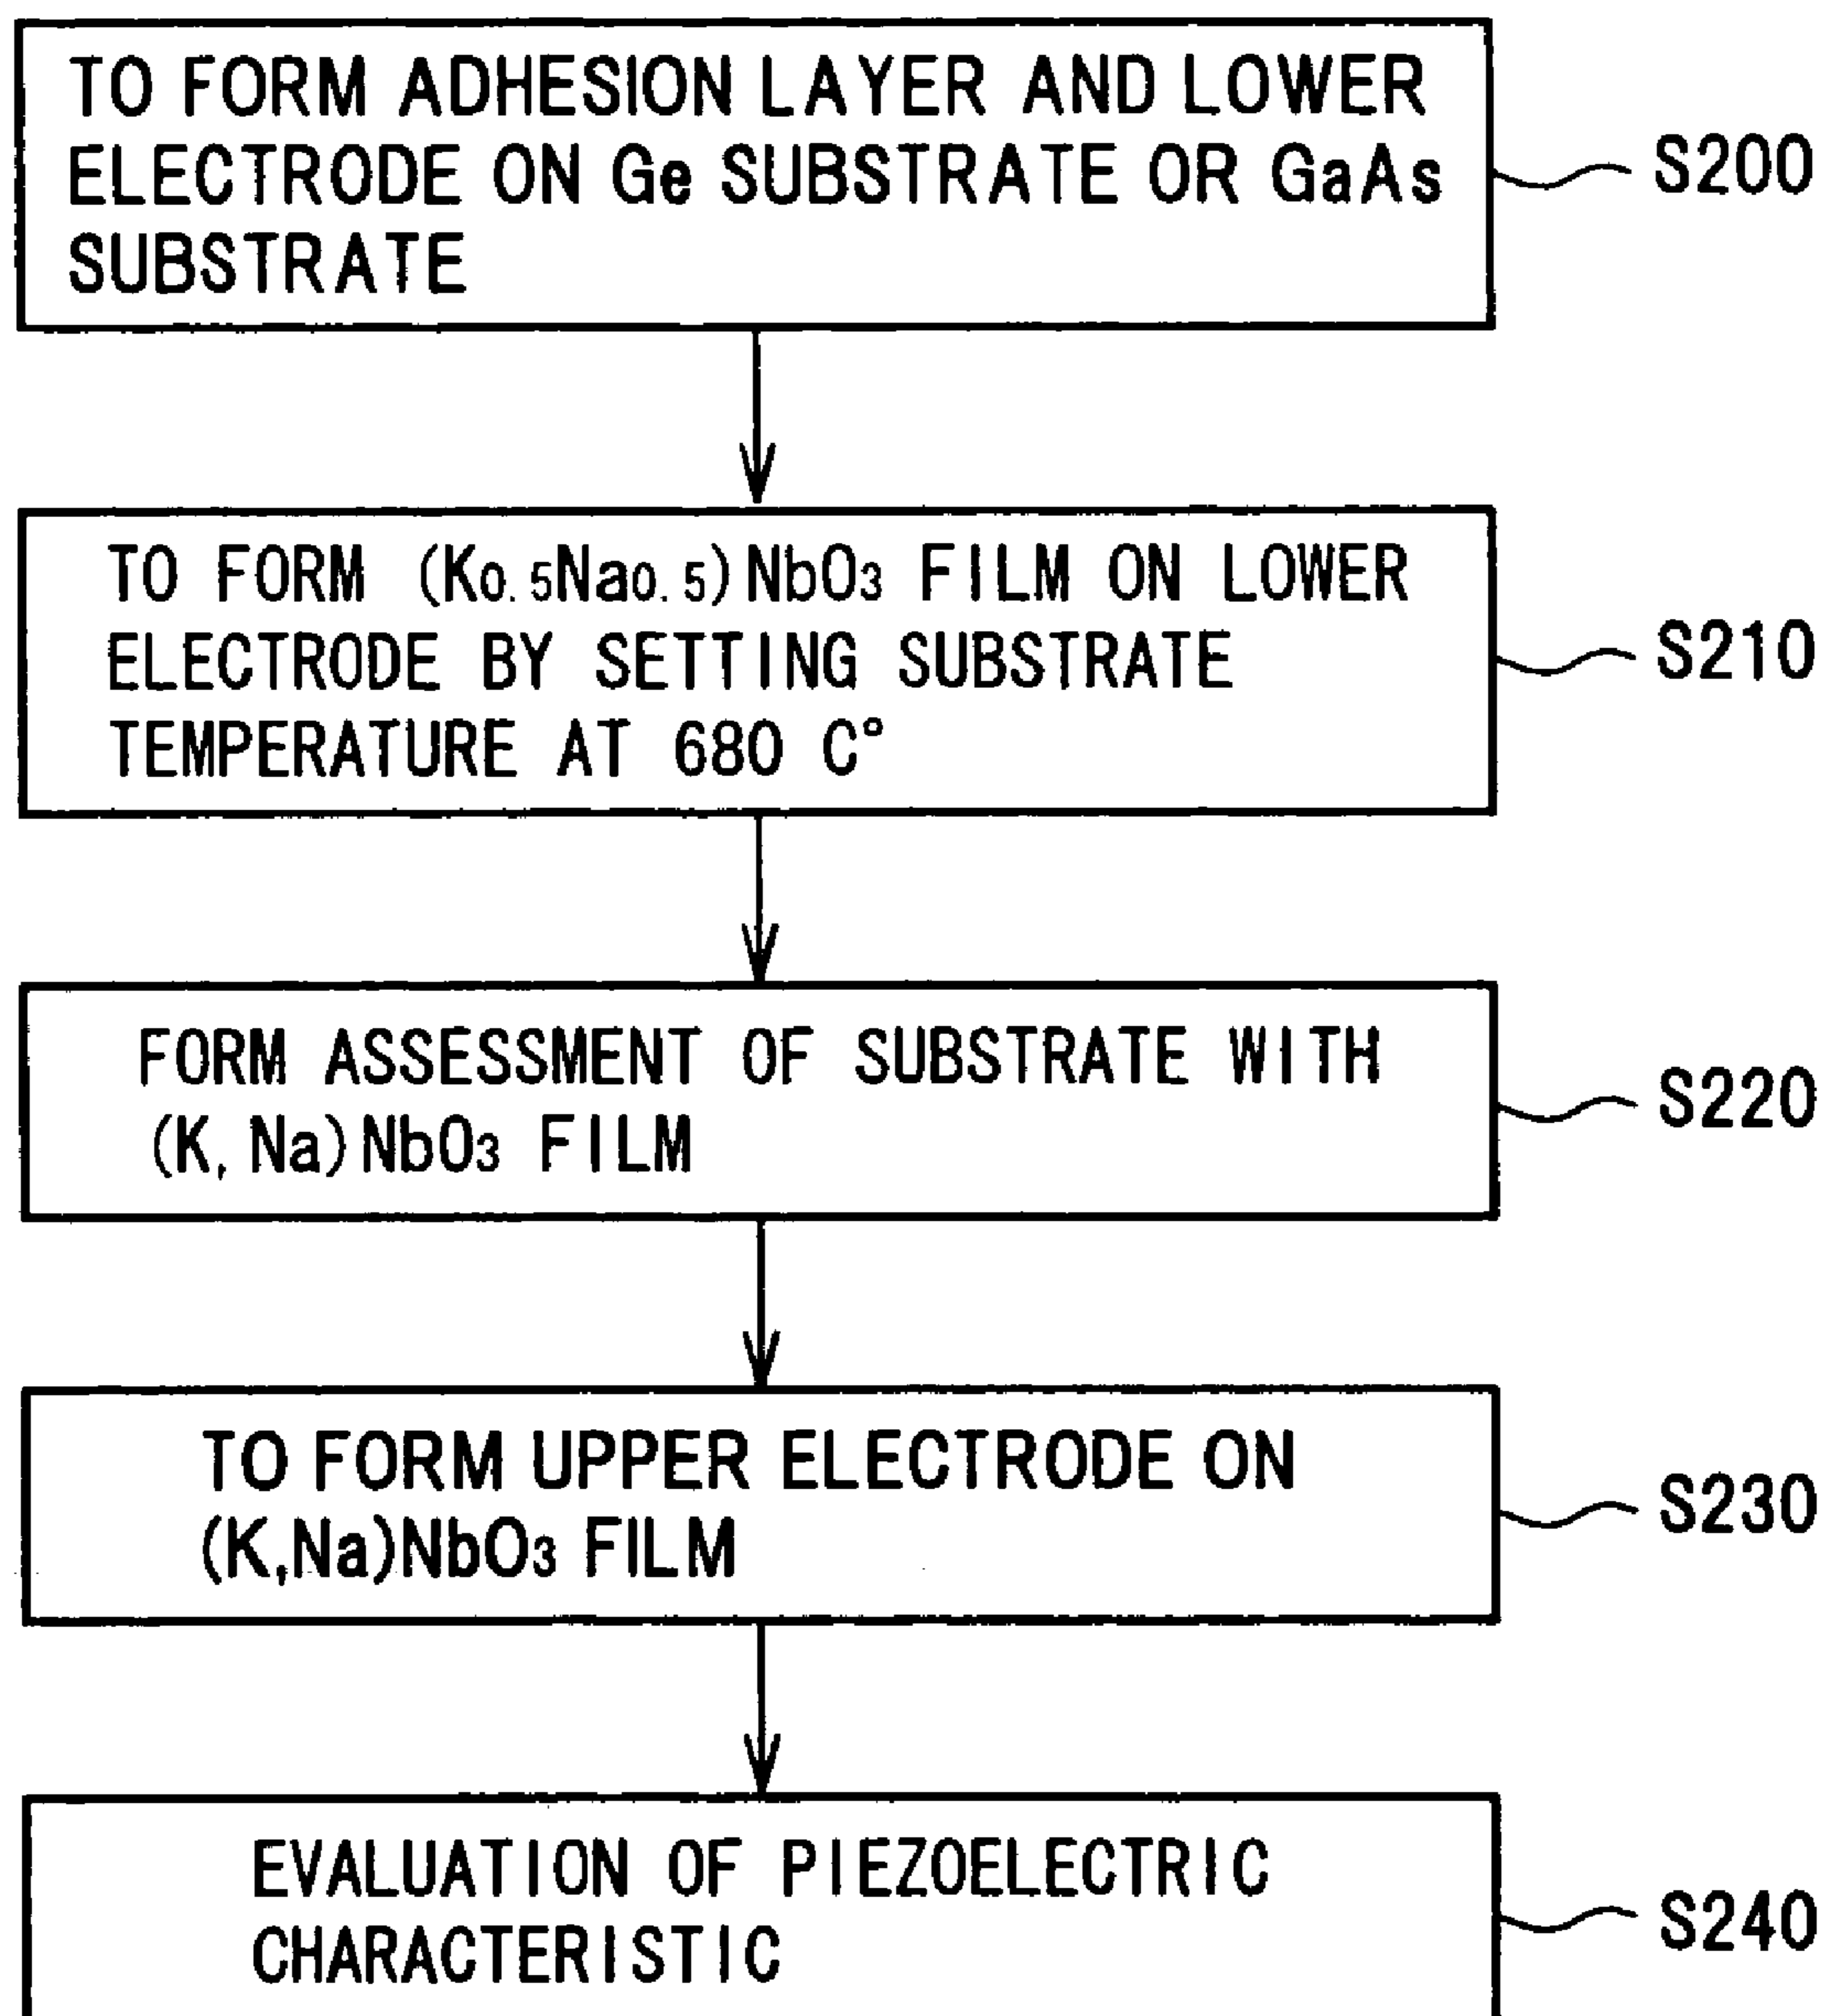 TO FORM ADHESION LAYER AND LOWER
ELECTRODE ON Ge SUBSTRATE OR GaAs
SUBSTRATE
S200
TO FORM (K0.5Na0.5)NbO3 FILM ON LOWER
ELECTRODE BY SETTING SUBSTRATE
TEMPERATURE AT 680 C°
S210
FORM ASSESSMENT OF SUBSTRATE WITH
(K, Na)NbO3 FILM
S220
TO FORM UPPER ELECTRODE ON
(K,Na)NbO3 FILM
S230
EVALUATION OF PIEZOELECTRIC
CHARACTERISTIC
S240